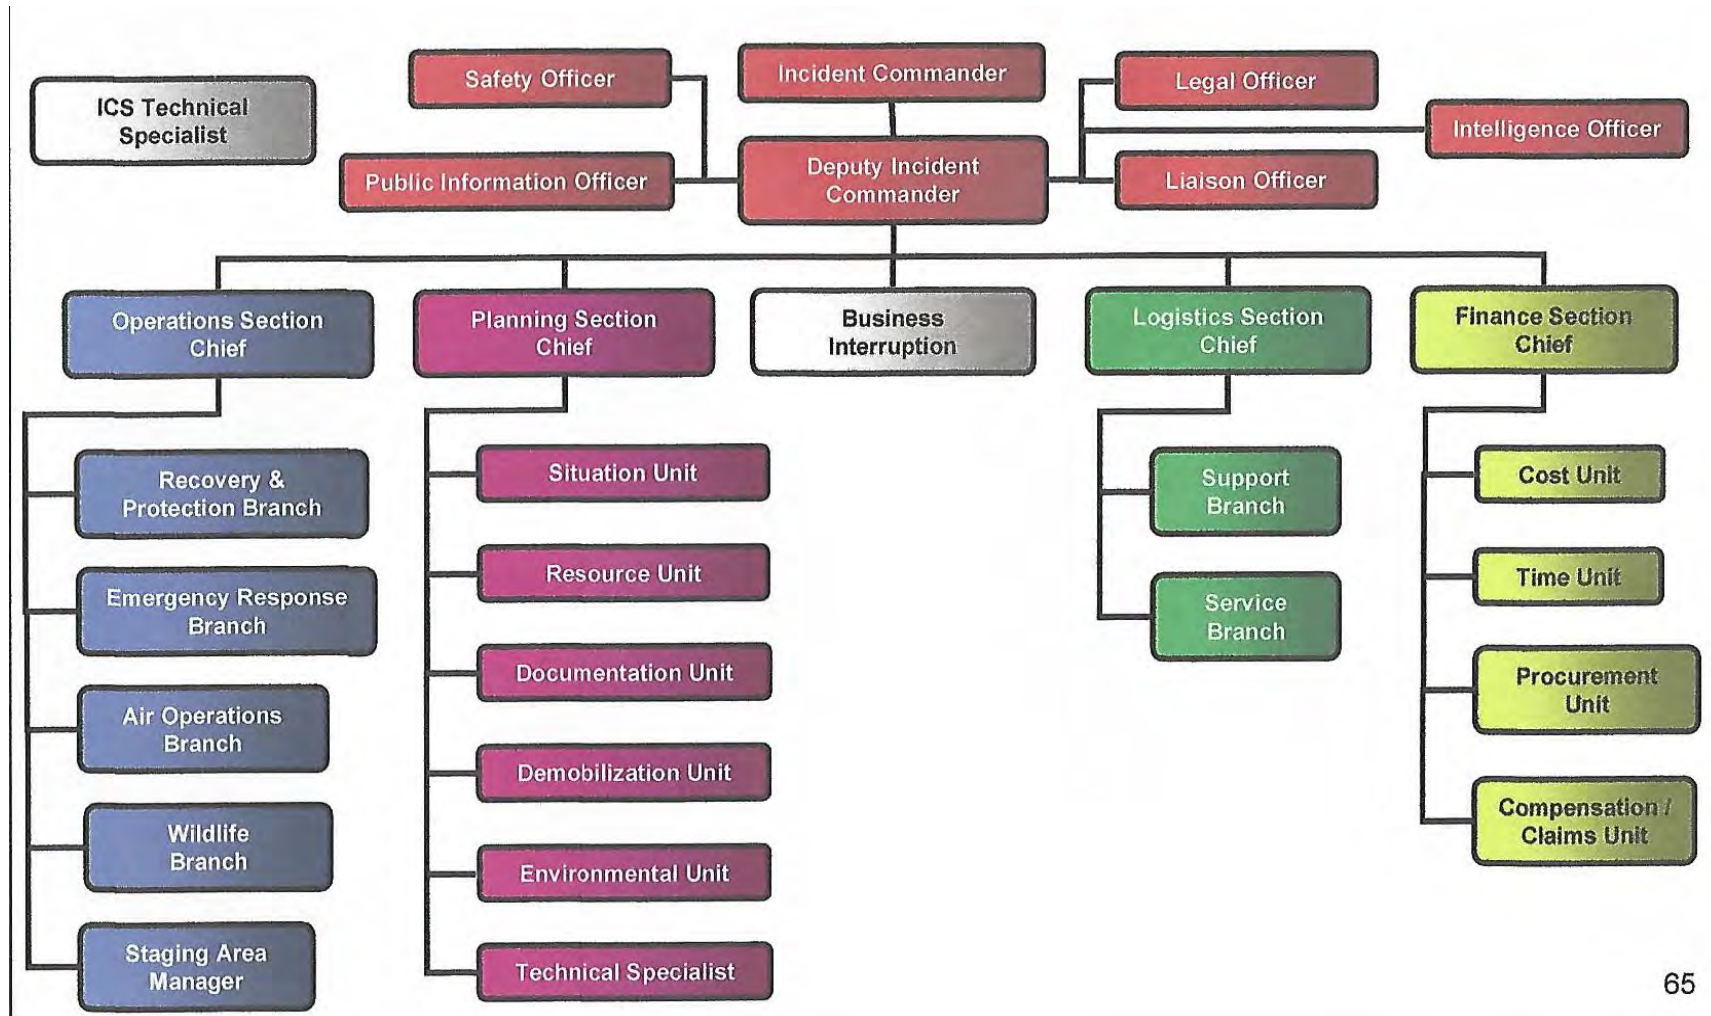 ICS Technical
Specialist
Safety Officer
Incident Commander
Legal Officer
Intelligence Officer
Public Information Officer
Deputy Incident
Commander
Liaison Officer
Operations Section
Chief
Planning Section
Chief
Business
Interruption
Logistics Section
Chief
Finance Section
Chief
Recovery &
Protection Branch
Emergency Response
Branch
Air Operations
Branch
Wildlife
Branch
Staging Area
Manager
Situation Unit
Resource Unit
Documentation Unit
Demobilization Unit
Environmental Unit
Technical Specialist
Support
Branch
Service
Branch
Cost Unit
Time Unit
Procurement
Unit
Compensation /
Claims Unit
65